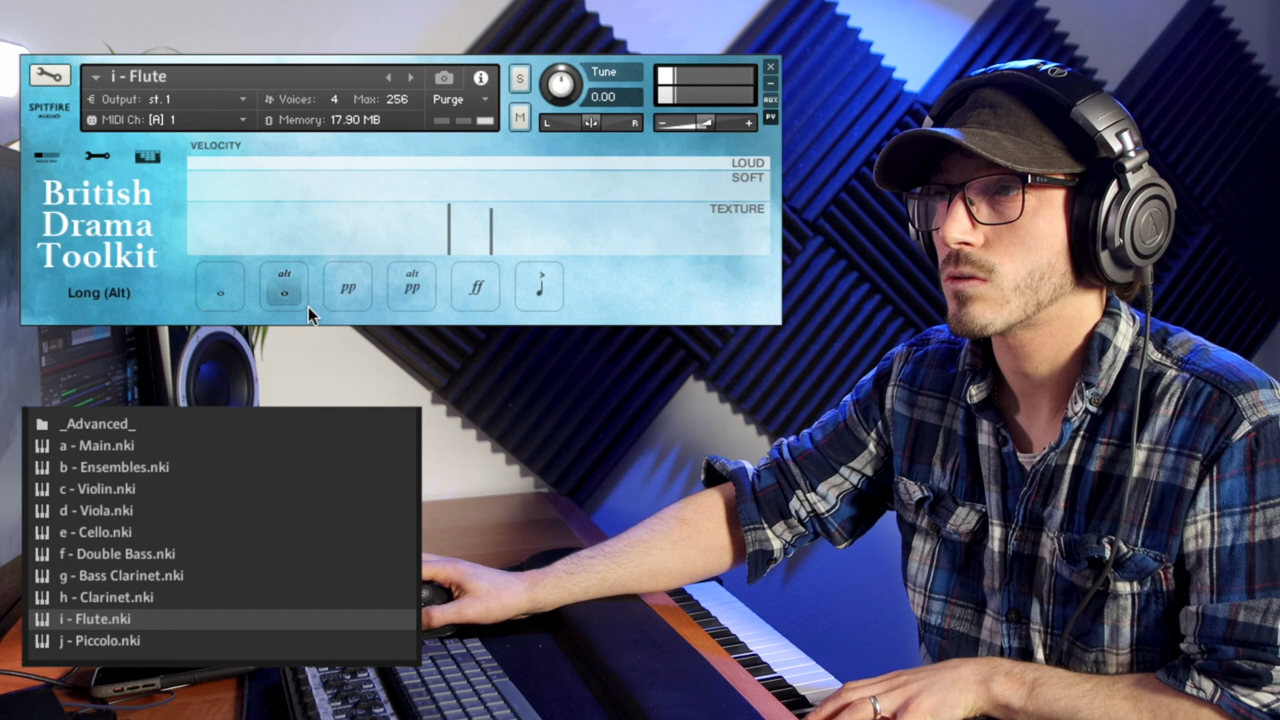 i - Flute
Output: st. 1
Voices: 4 Max: 256
Purge
MIDI Ch: [A] 1
Memory: 17.90 MB
S
M
Tune
0.00
L R
- +
AUX
PV
SPITFIRE
AUDIO
VELOCITY
LOUD
SOFT
TEXTURE
British
Drama
Toolkit
Long (Alt)
alt
pp
alt
pp
ff
_Advanced_
a - Main.nki
b - Ensembles.nki
c - Violin.nki
d - Viola.nki
e - Cello.nki
f - Double Bass.nki
g - Bass Clarinet.nki
h - Clarinet.nki
i - Flute.nki
j - Piccolo.nki